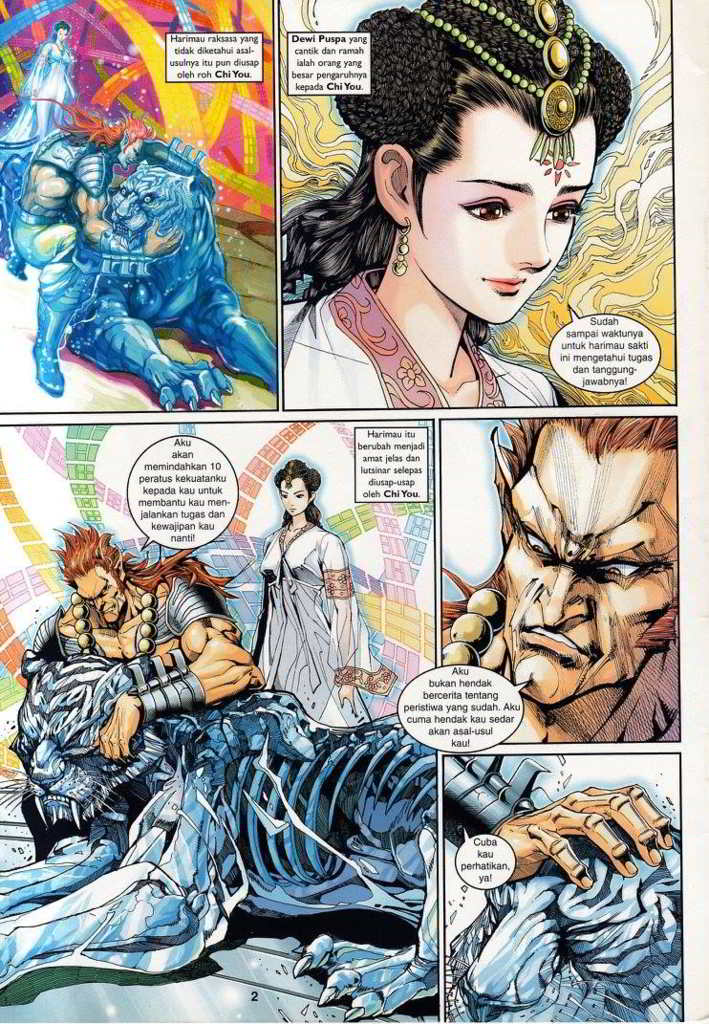 Harimau raksasa yang
tidak diketahui asal-
usulnya itu pun diusap
oleh roh Chi You.
Dewi Puspa yang
cantik dan ramah
ialah orang yang
besar pengaruhnya
kepada Chi You.
Sudah
sampai waktunya
untuk harimau sakti
ini mengetahui tugas
dan tanggung-
jawabnya!
Aku
akan
memindahkan 10
peratus kekuatanku
kepada kau untuk
membantu kau men-
jalankan tugas dan
kewajipan kau
nanti!
Harimau itu
berubah menjadi
amat jelas dan
lutsinar selepas
diusap-usap
oleh Chi You.
Aku
bukan hendak
bercerita tentang
peristiwa yang sudah. Aku
cuma hendak kau sedar
akan asal-usul
kau!
Cuba
kau
perhatikan,
ya!
2